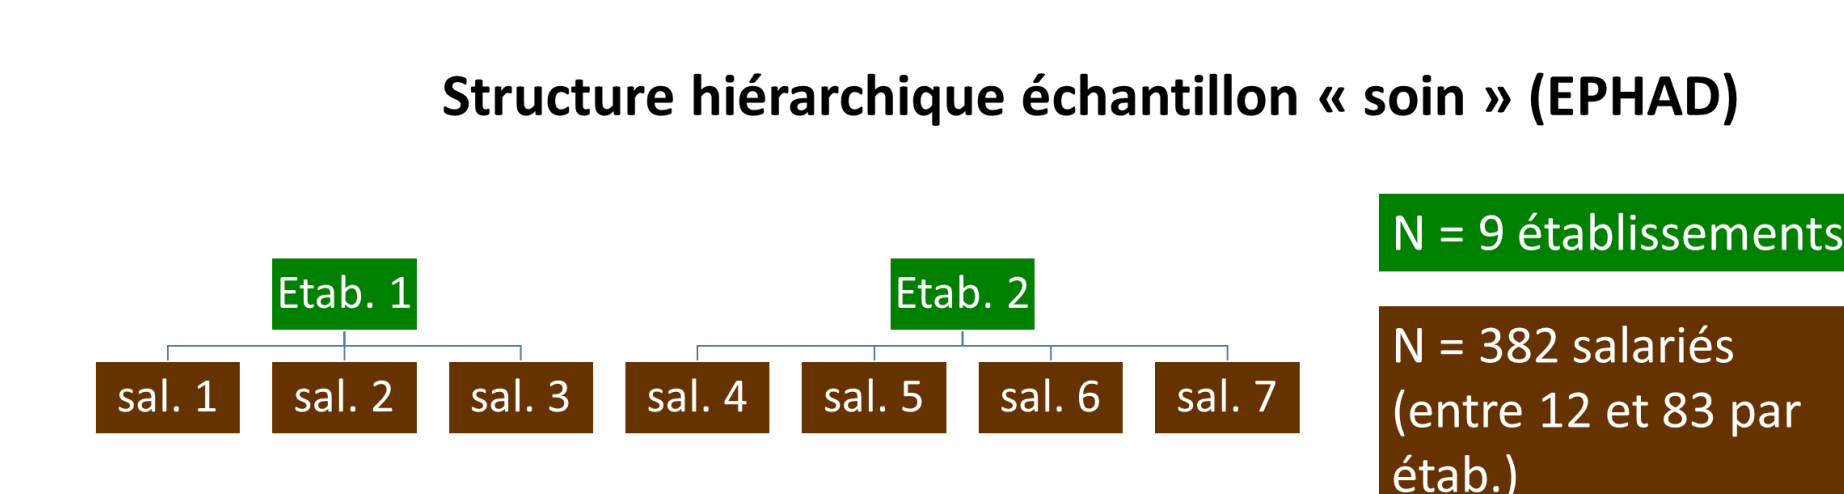 Structure hiérarchique échantillon « soin » (EPHAD)
N = 9 établissements
Etab. 1
Etab. 2
N = 382 salariés
(entre 12 et 83 par
étab.)
sal. 1
sal. 2
sal. 3
sal. 4
sal. 5
sal. 6
sal. 7